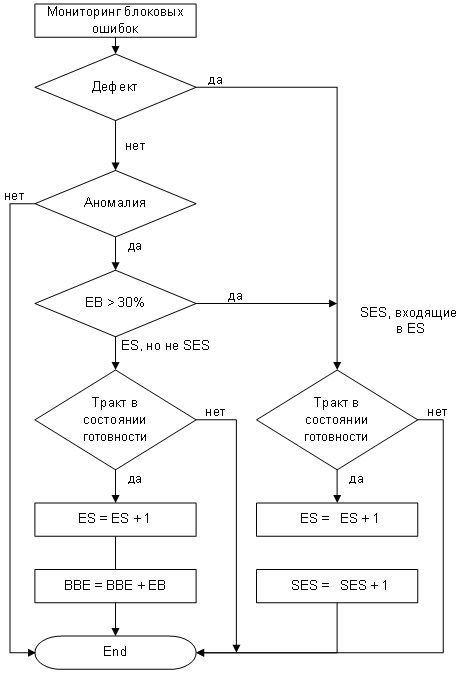 Мониторинг блоковых
ошибок
Дефект
да
нет
нет
Аномалия
да
EB > 30%
да
SES, входящие
в ES
ES, но не SES
Тракт в
состоянии
готовности
нет
Тракт в
состоянии
готовности
нет
да
да
ES = ES + 1
ES = ES + 1
BBE = BBE + EB
SES = SES + 1
End